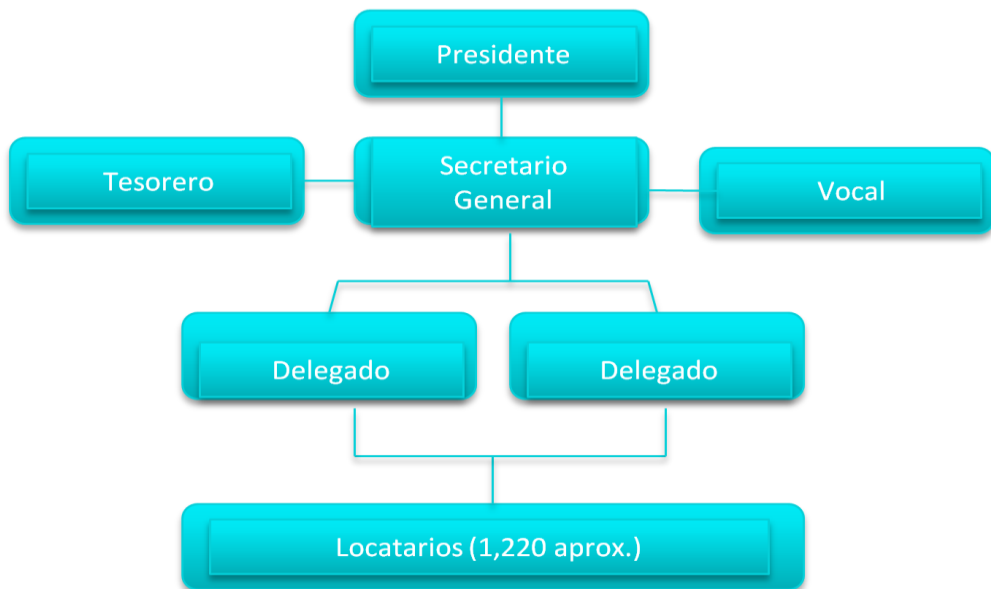 Presidente
Tesorero
Secretario
General
Vocal
Delegado
Delegado
Locatarios (1,220 aprox.)